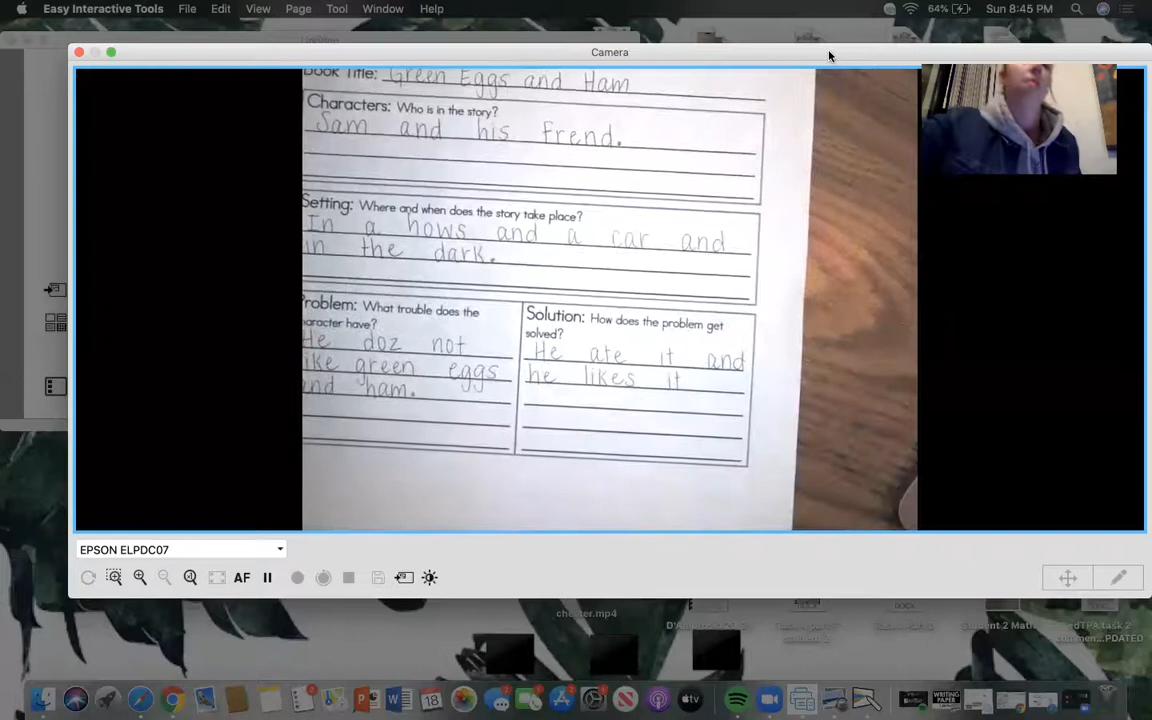 Easy Interactive Tools File Edit View Page Tool Window Help 64% Sun 8:45 PM
Camera
Book Title: Green Eggs and Ham
Characters: Who is in the story?
Sam and his Frend.
Setting: Where and when does the story take place?
In a hows and a car and
in the dark.
Problem: What trouble does the
character have?
He doz not
like green eggs
and ham.
Solution: How does the problem get
solved?
He ate it and
he likes it
EPSON ELPDC07
AF
chester.mp4
18
tv